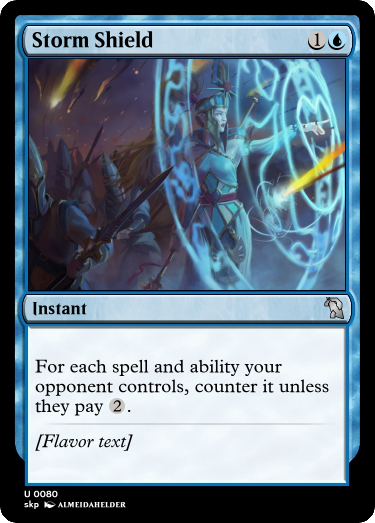 Storm Shield 1
Instant
For each spell and ability your
opponent controls, counter it unless
they pay 2.
[Flavor text]
U 0080
skp ALMEIDAHELDER